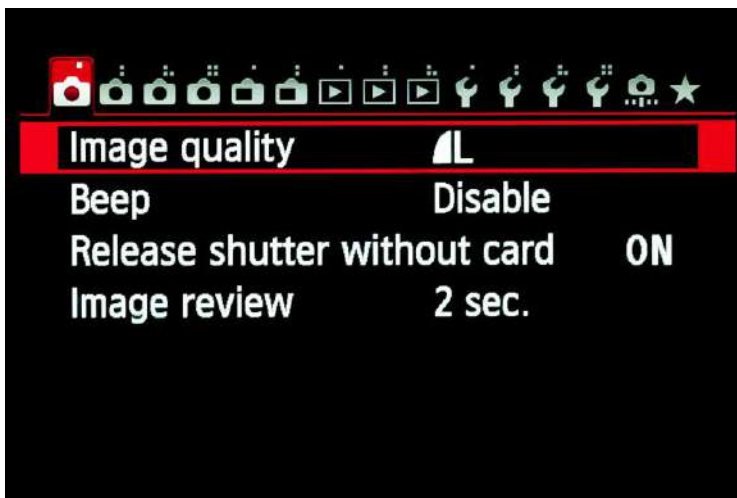 Image quality L
Beep Disable
Release shutter without card ON
Image review 2 sec.